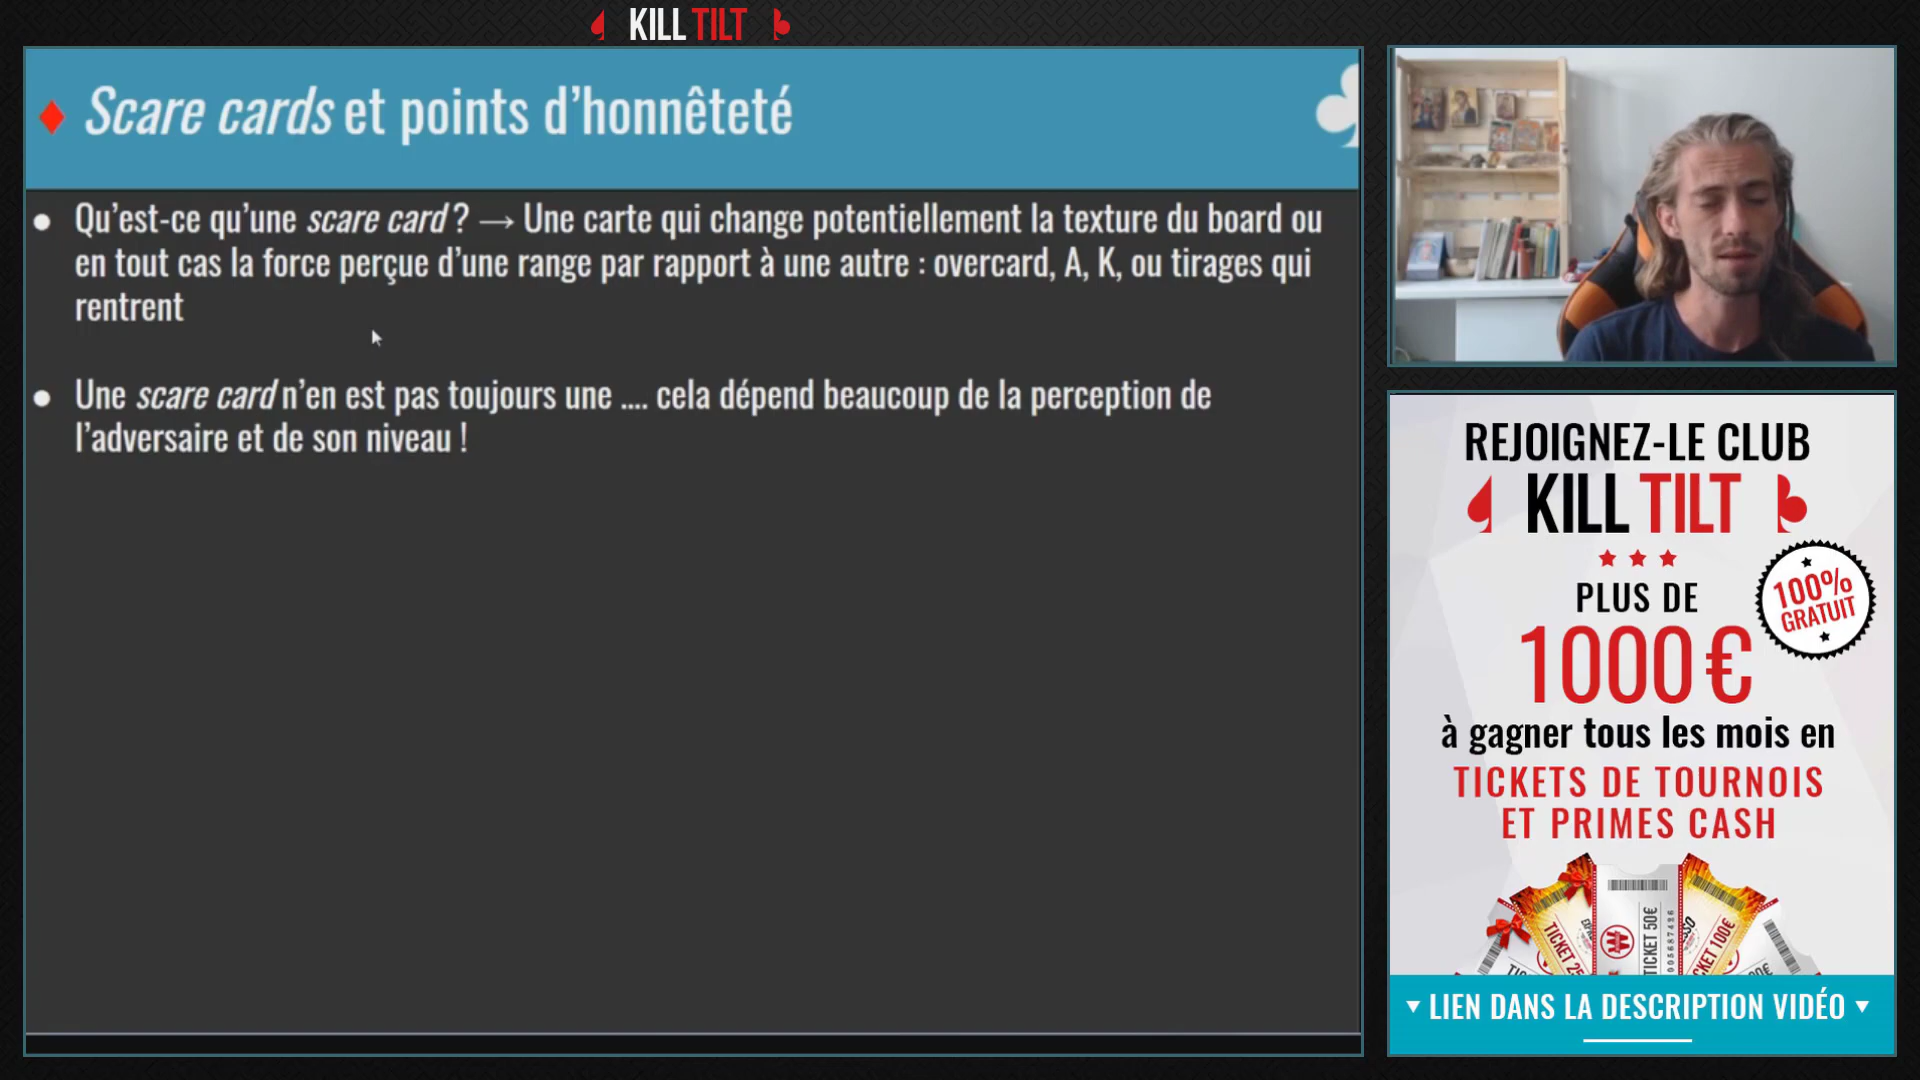 KILL TILT
Scare cards et points d’honnêteté
Qu’est-ce qu’une scare card ? → Une carte qui change potentiellement la texture du board ou
en tout cas la force perçue d’une range par rapport à une autre : overcard, A, K, ou tirages qui
rentrent
Une scare card n’en est pas toujours une .... cela dépend beaucoup de la perception de
l’adversaire et de son niveau !
REJOIGNEZ-LE CLUB
KILL TILT
PLUS DE
100%
GRATUIT
1000 €
à gagner tous les mois en
TICKETS DE TOURNOIS
ET PRIMES CASH
TICKET 50€
TICKET 100€
LIEN DANS LA DESCRIPTION VIDÉO